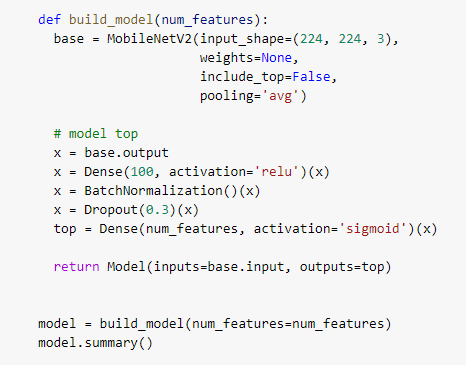 def build_model(num_features):
  base = MobileNetV2(input_shape=(224, 224, 3),
                     weights=None,
                     include_top=False,
                     pooling='avg')

  # model top
  x = base.output
  x = Dense(100, activation='relu')(x)
  x = BatchNormalization()(x)
  x = Dropout(0.3)(x)
  top = Dense(num_features, activation='sigmoid')(x)

  return Model(inputs=base.input, outputs=top)


model = build_model(num_features=num_features)
model.summary()